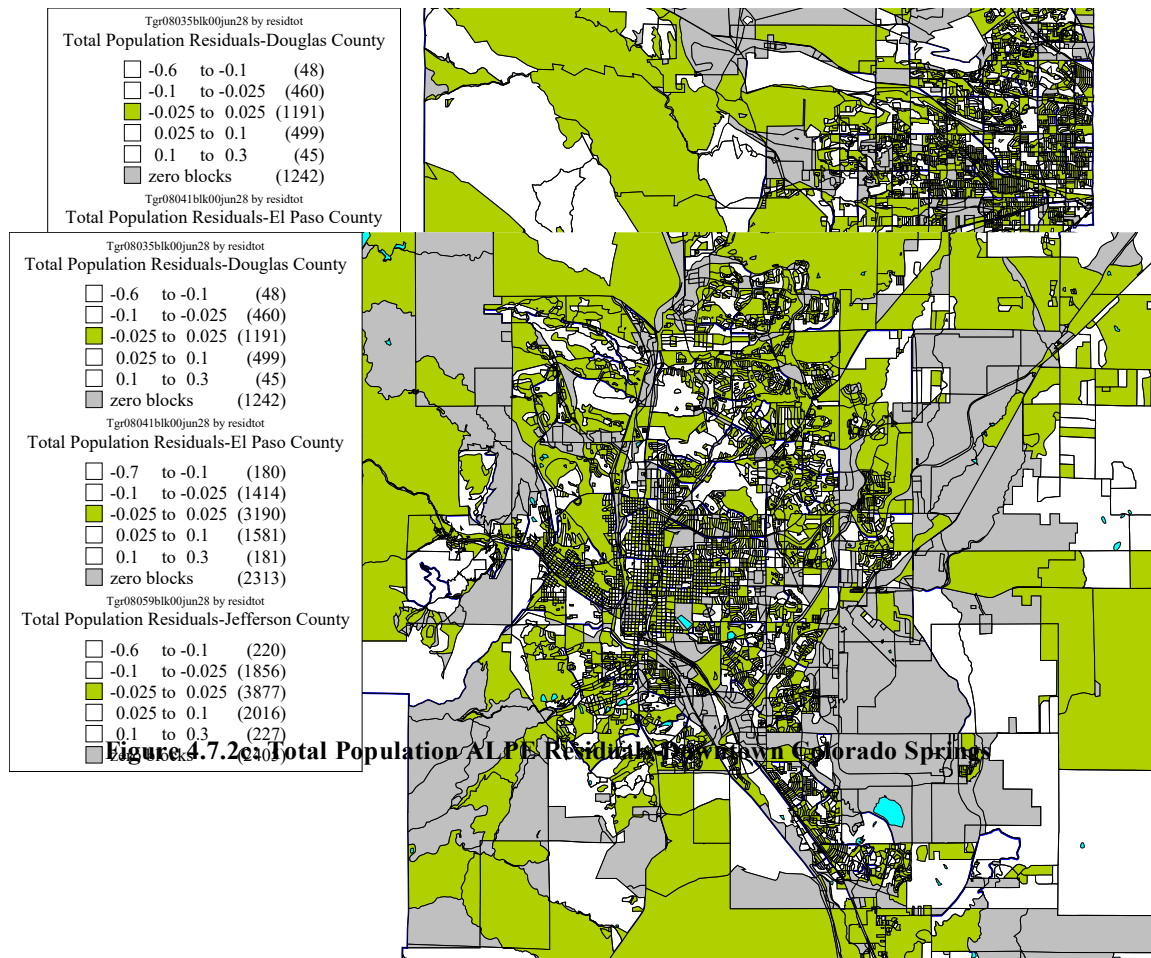 Tgr08035blk00jun28 by residtot
Total Population Residuals-Douglas County
-0.6 to -0.1 (48)
-0.1 to -0.025 (460)
-0.025 to 0.025 (1191)
0.025 to 0.1 (499)
0.1 to 0.3 (45)
zero blocks (1242)
Tgr08041blk00jun28 by residtot
Total Population Residuals-El Paso County
Tgr08035blk00jun28 by residtot
Total Population Residuals-Douglas County
-0.6 to -0.1 (48)
-0.1 to -0.025 (460)
-0.025 to 0.025 (1191)
0.025 to 0.1 (499)
0.1 to 0.3 (45)
zero blocks (1242)
Tgr08041blk00jun28 by residtot
Total Population Residuals-El Paso County
-0.7 to -0.1 (180)
-0.1 to -0.025 (1414)
-0.025 to 0.025 (3190)
0.025 to 0.1 (1581)
0.1 to 0.3 (181)
zero blocks (2313)
Tgr08059blk00jun28 by residtot
Total Population Residuals-Jefferson County
-0.6 to -0.1 (220)
-0.1 to -0.025 (1856)
-0.025 to 0.025 (3877)
0.025 to 0.1 (2016)
0.1 to 0.3 (227)
zero blocks
Figure 4.7.2c: Total Population ALPE Residuals-Downtown Colorado Springs